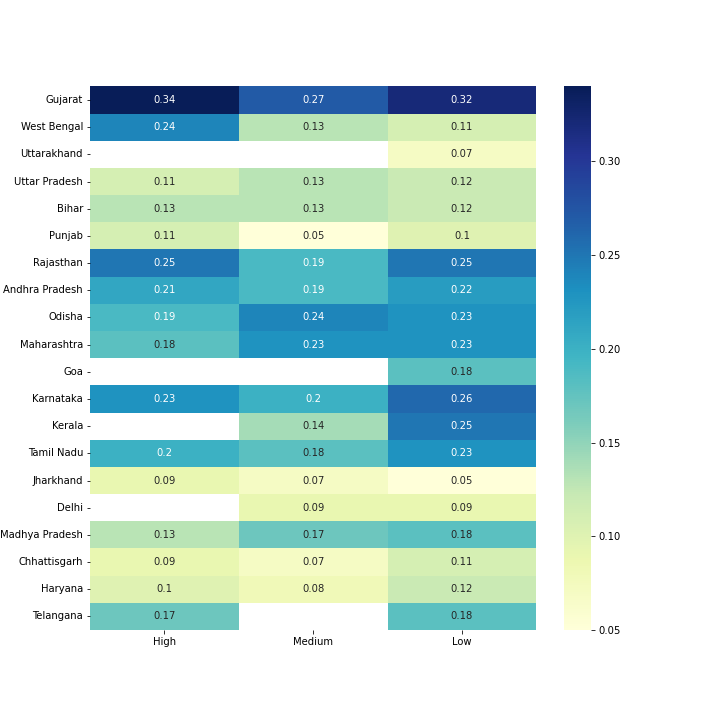 Gujarat 0.34 0.27 0.32
West Bengal 0.24 0.13 0.11
Uttarakhand 0.07
Uttar Pradesh 0.11 0.13 0.12
Bihar 0.13 0.13 0.12
Punjab 0.11 0.05 0.1
Rajasthan 0.25 0.19 0.25
Andhra Pradesh 0.21 0.19 0.22
Odisha 0.19 0.24 0.23
Maharashtra 0.18 0.23 0.23
Goa 0.18
Karnataka 0.23 0.2 0.26
Kerala 0.14 0.25
Tamil Nadu 0.2 0.18 0.23
Jharkhand 0.09 0.07 0.05
Delhi 0.09 0.09
Madhya Pradesh 0.13 0.17 0.18
Chhattisgarh 0.09 0.07 0.11
Haryana 0.1 0.08 0.12
Telangana 0.17 0.18
High Medium Low
0.30
0.25
0.20
0.15
0.10
0.05